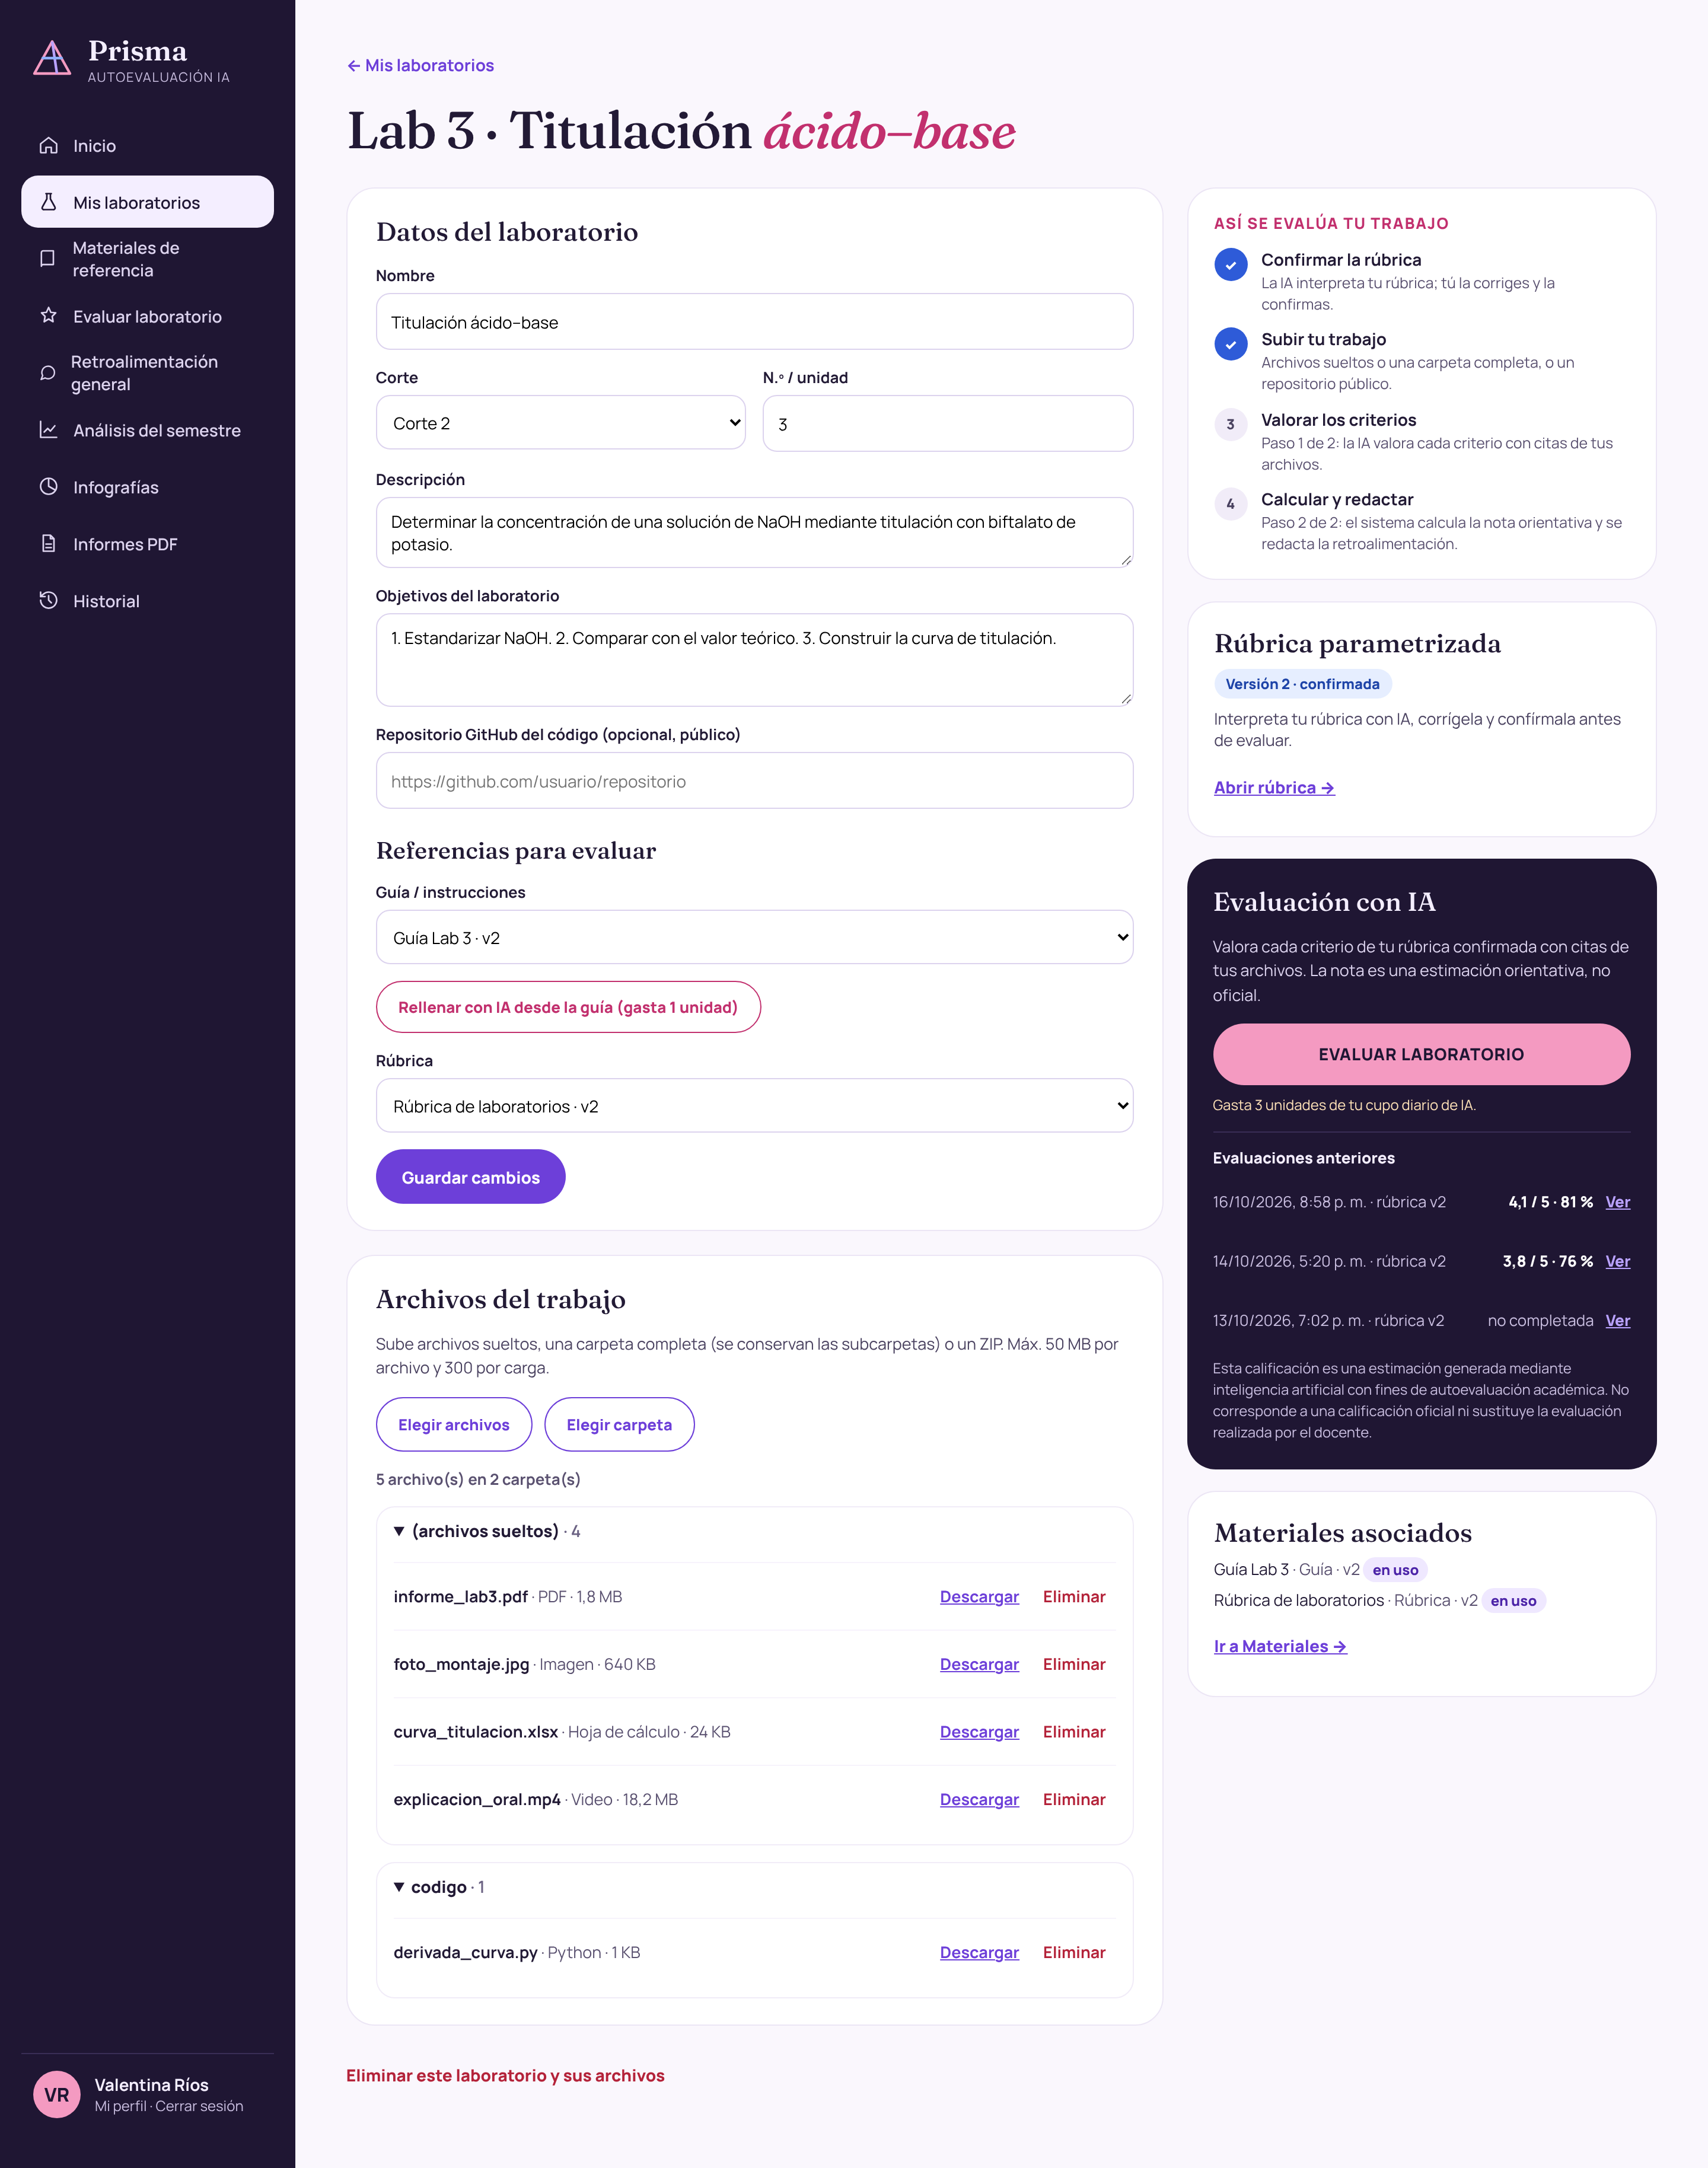 Prisma
AUTOEVALUACIÓN IA
Inicio
Mis laboratorios
Materiales de
referencia
Evaluar laboratorio
Retroalimentación
general
Análisis del semestre
Infografías
Informes PDF
Historial
Valentina Ríos
VR
Mi perfil · Cerrar sesión
← Mis laboratorios
Lab 3 · Titulación ácido–base
Datos del laboratorio
Nombre
Titulación ácido–base
Corte
N.º / unidad
Corte 2
3
Descripción
Determinar la concentración de una solución de NaOH mediante titulación con biftalato de
potasio.
Objetivos del laboratorio
1. Estandarizar NaOH. 2. Comparar con el valor teórico. 3. Construir la curva de titulación.
Repositorio GitHub del código (opcional, público)
https://github.com/usuario/repositorio
Referencias para evaluar
Guía / instrucciones
Guía Lab 3 · v2
Rellenar con IA desde la guía (gasta 1 unidad)
Rúbrica
Rúbrica de laboratorios · v2
Guardar cambios
Archivos del trabajo
Sube archivos sueltos, una carpeta completa (se conservan las subcarpetas) o un ZIP. Máx. 50 MB por
archivo y 300 por carga.
Elegir archivos
Elegir carpeta
5 archivo(s) en 2 carpeta(s)
▼ (archivos sueltos) · 4
informe_lab3.pdf · PDF · 1,8 MB Descargar Eliminar
foto_montaje.jpg · Imagen · 640 KB Descargar Eliminar
curva_titulacion.xlsx · Hoja de cálculo · 24 KB Descargar Eliminar
explicacion_oral.mp4 · Video · 18,2 MB Descargar Eliminar
▼ codigo · 1
derivada_curva.py · Python · 1 KB Descargar Eliminar
Eliminar este laboratorio y sus archivos
ASÍ SE EVALÚA TU TRABAJO
Confirmar la rúbrica
La IA interpreta tu rúbrica; tú la corriges y la
confirmas.
Subir tu trabajo
Archivos sueltos o una carpeta completa, o un
repositorio público.
3 Valorar los criterios
Paso 1 de 2: la IA valora cada criterio con citas de tus
archivos.
4 Calcular y redactar
Paso 2 de 2: el sistema calcula la nota orientativa y se
redacta la retroalimentación.
Rúbrica parametrizada
Versión 2 · confirmada
Interpreta tu rúbrica con IA, corrígela y confírmala antes
de evaluar.
Abrir rúbrica →
Evaluación con IA
Valora cada criterio de tu rúbrica confirmada con citas de
tus archivos. La nota es una estimación orientativa, no
oficial.
EVALUAR LABORATORIO
Gasta 3 unidades de tu cupo diario de IA.
Evaluaciones anteriores
16/10/2026, 8:58 p. m. · rúbrica v2 4,1 / 5 · 81 % Ver
14/10/2026, 5:20 p. m. · rúbrica v2 3,8 / 5 · 76 % Ver
13/10/2026, 7:02 p. m. · rúbrica v2 no completada Ver
Esta calificación es una estimación generada mediante
inteligencia artificial con fines de autoevaluación académica. No
corresponde a una calificación oficial ni sustituye la evaluación
realizada por el docente.
Materiales asociados
Guía Lab 3 · Guía · v2 en uso
Rúbrica de laboratorios · Rúbrica · v2 en uso
Ir a Materiales →